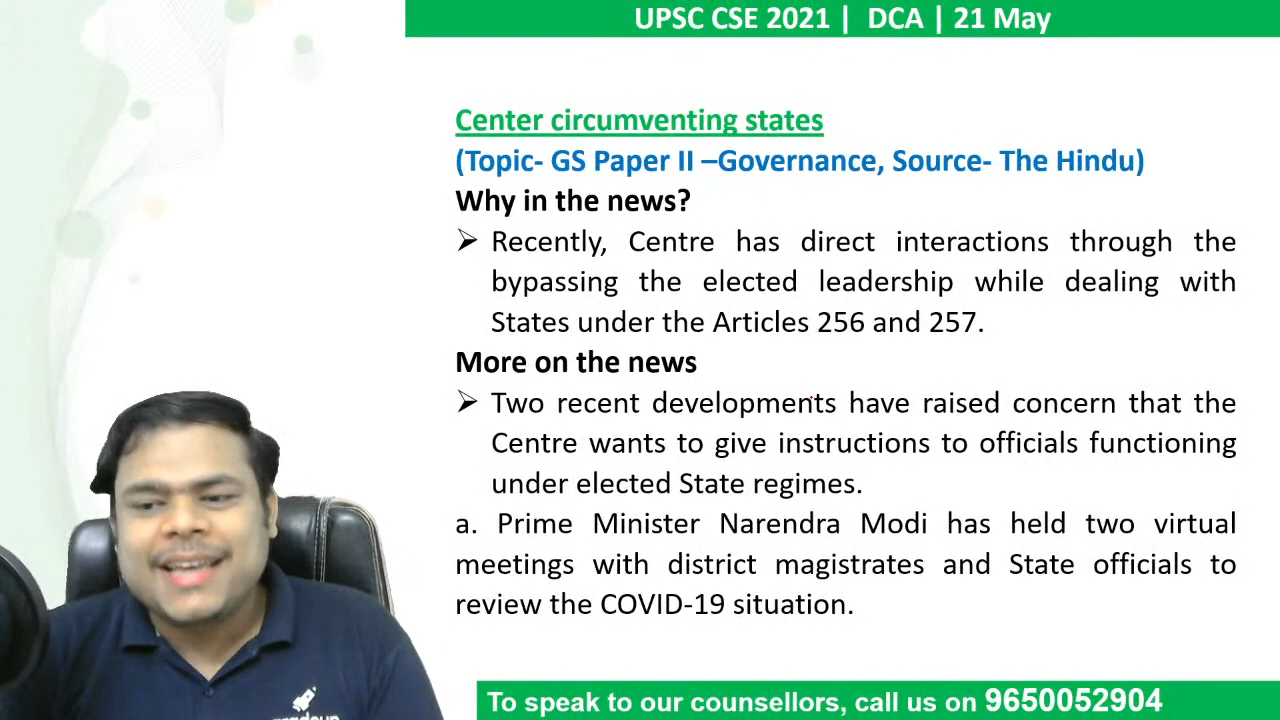 UPSC CSE 2021 | DCA | 21 May
Center circumventing states
(Topic- GS Paper II –Governance, Source- The Hindu)
Why in the news?
➢ Recently, Centre has direct interactions through the
bypassing the elected leadership while dealing with
States under the Articles 256 and 257.
More on the news
➢ Two recent developments have raised concern that the
Centre wants to give instructions to officials functioning
under elected State regimes.
a. Prime Minister Narendra Modi has held two virtual
meetings with district magistrates and State officials to
review the COVID-19 situation.
To speak to our counsellors, call us on 9650052904